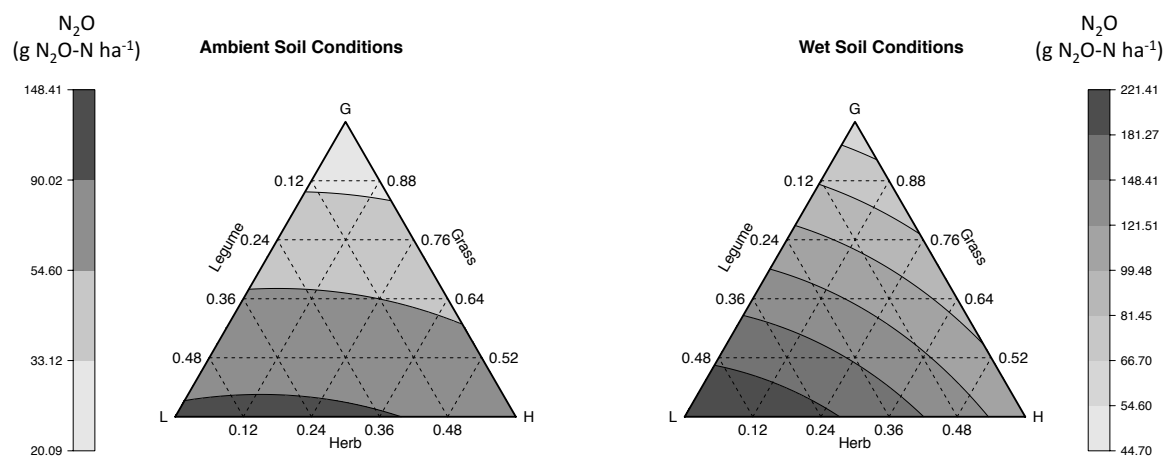 N₂O
(g N₂O-N ha⁻¹)
148.41
90.02
54.60
33.12
20.09
Ambient Soil Conditions
G
0.12
0.88
Legume
0.24
0.76
Grass
0.36
0.64
0.48
0.52
L
H
0.12
0.24
0.36
0.48
Herb
Wet Soil Conditions
G
0.12
0.88
Legume
0.24
0.76
Grass
0.36
0.64
0.48
0.52
L
H
0.12
0.24
0.36
0.48
Herb
N₂O
(g N₂O-N ha⁻¹)
221.41
181.27
148.41
121.51
99.48
81.45
66.70
54.60
44.70